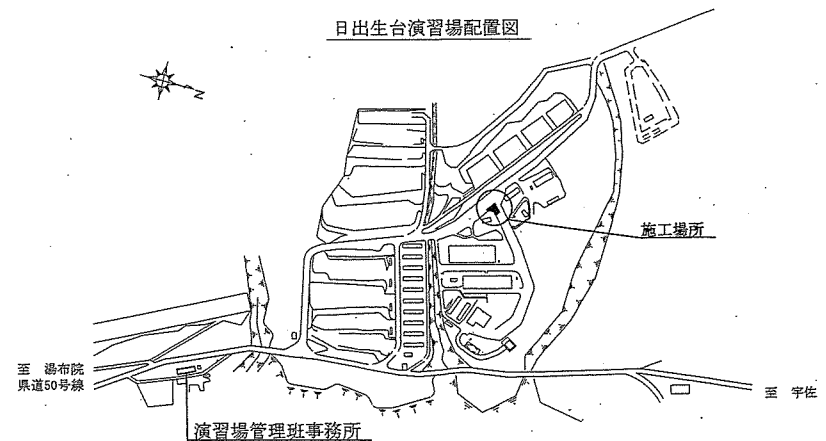 日出生台演習場配置図
N
施工場所
至　湯布院
県道50号線
至　宇佐
演習場管理班事務所